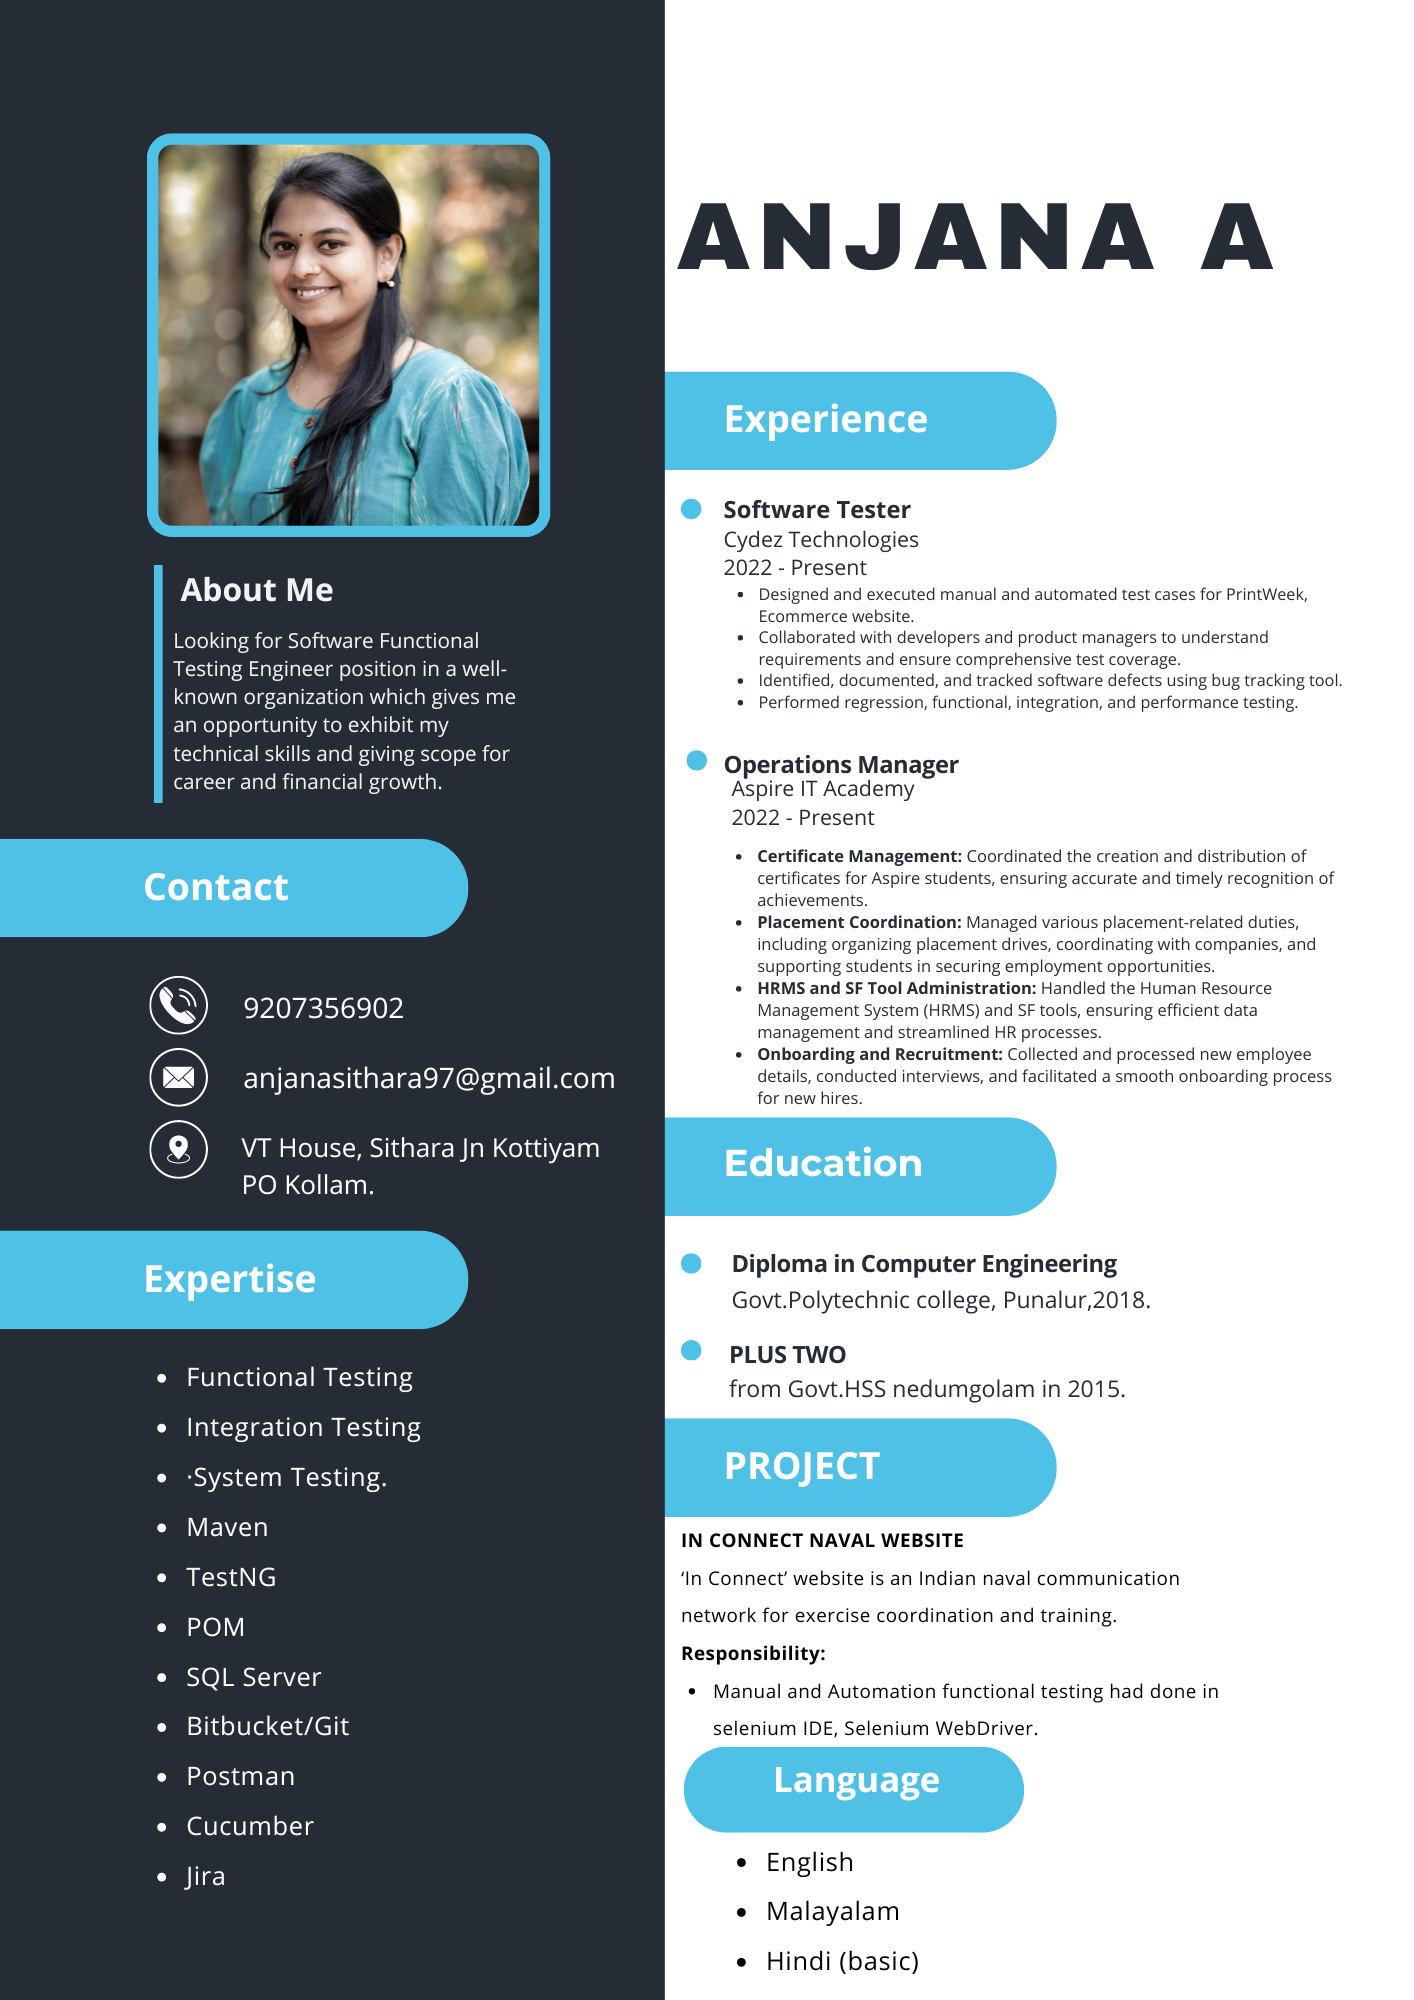 ANJANA A
About Me
Looking for Software Functional
Testing Engineer position in a well-
known organization which gives me
an opportunity to exhibit my
technical skills and giving scope for
career and financial growth.
Contact
9207356902
anjanasithara97@gmail.com
VT House, Sithara Jn Kottiyam
PO Kollam.
Expertise
• Functional Testing
• Integration Testing
• ·System Testing.
• Maven
• TestNG
• POM
• SQL Server
• Bitbucket/Git
• Postman
• Cucumber
• Jira
Experience
Software Tester
Cydez Technologies
2022 - Present
• Designed and executed manual and automated test cases for PrintWeek,
Ecommerce website.
• Collaborated with developers and product managers to understand
requirements and ensure comprehensive test coverage.
• Identified, documented, and tracked software defects using bug tracking tool.
• Performed regression, functional, integration, and performance testing.
Operations Manager
Aspire IT Academy
2022 - Present
• Certificate Management: Coordinated the creation and distribution of
certificates for Aspire students, ensuring accurate and timely recognition of
achievements.
• Placement Coordination: Managed various placement-related duties,
including organizing placement drives, coordinating with companies, and
supporting students in securing employment opportunities.
• HRMS and SF Tool Administration: Handled the Human Resource
Management System (HRMS) and SF tools, ensuring efficient data
management and streamlined HR processes.
• Onboarding and Recruitment: Collected and processed new employee
details, conducted interviews, and facilitated a smooth onboarding process
for new hires.
Education
Diploma in Computer Engineering
Govt.Polytechnic college, Punalur,2018.
PLUS TWO
from Govt.HSS nedumgolam in 2015.
PROJECT
IN CONNECT NAVAL WEBSITE
‘In Connect’ website is an Indian naval communication
network for exercise coordination and training.
Responsibility:
• Manual and Automation functional testing had done in
selenium IDE, Selenium WebDriver.
Language
• English
• Malayalam
• Hindi (basic)